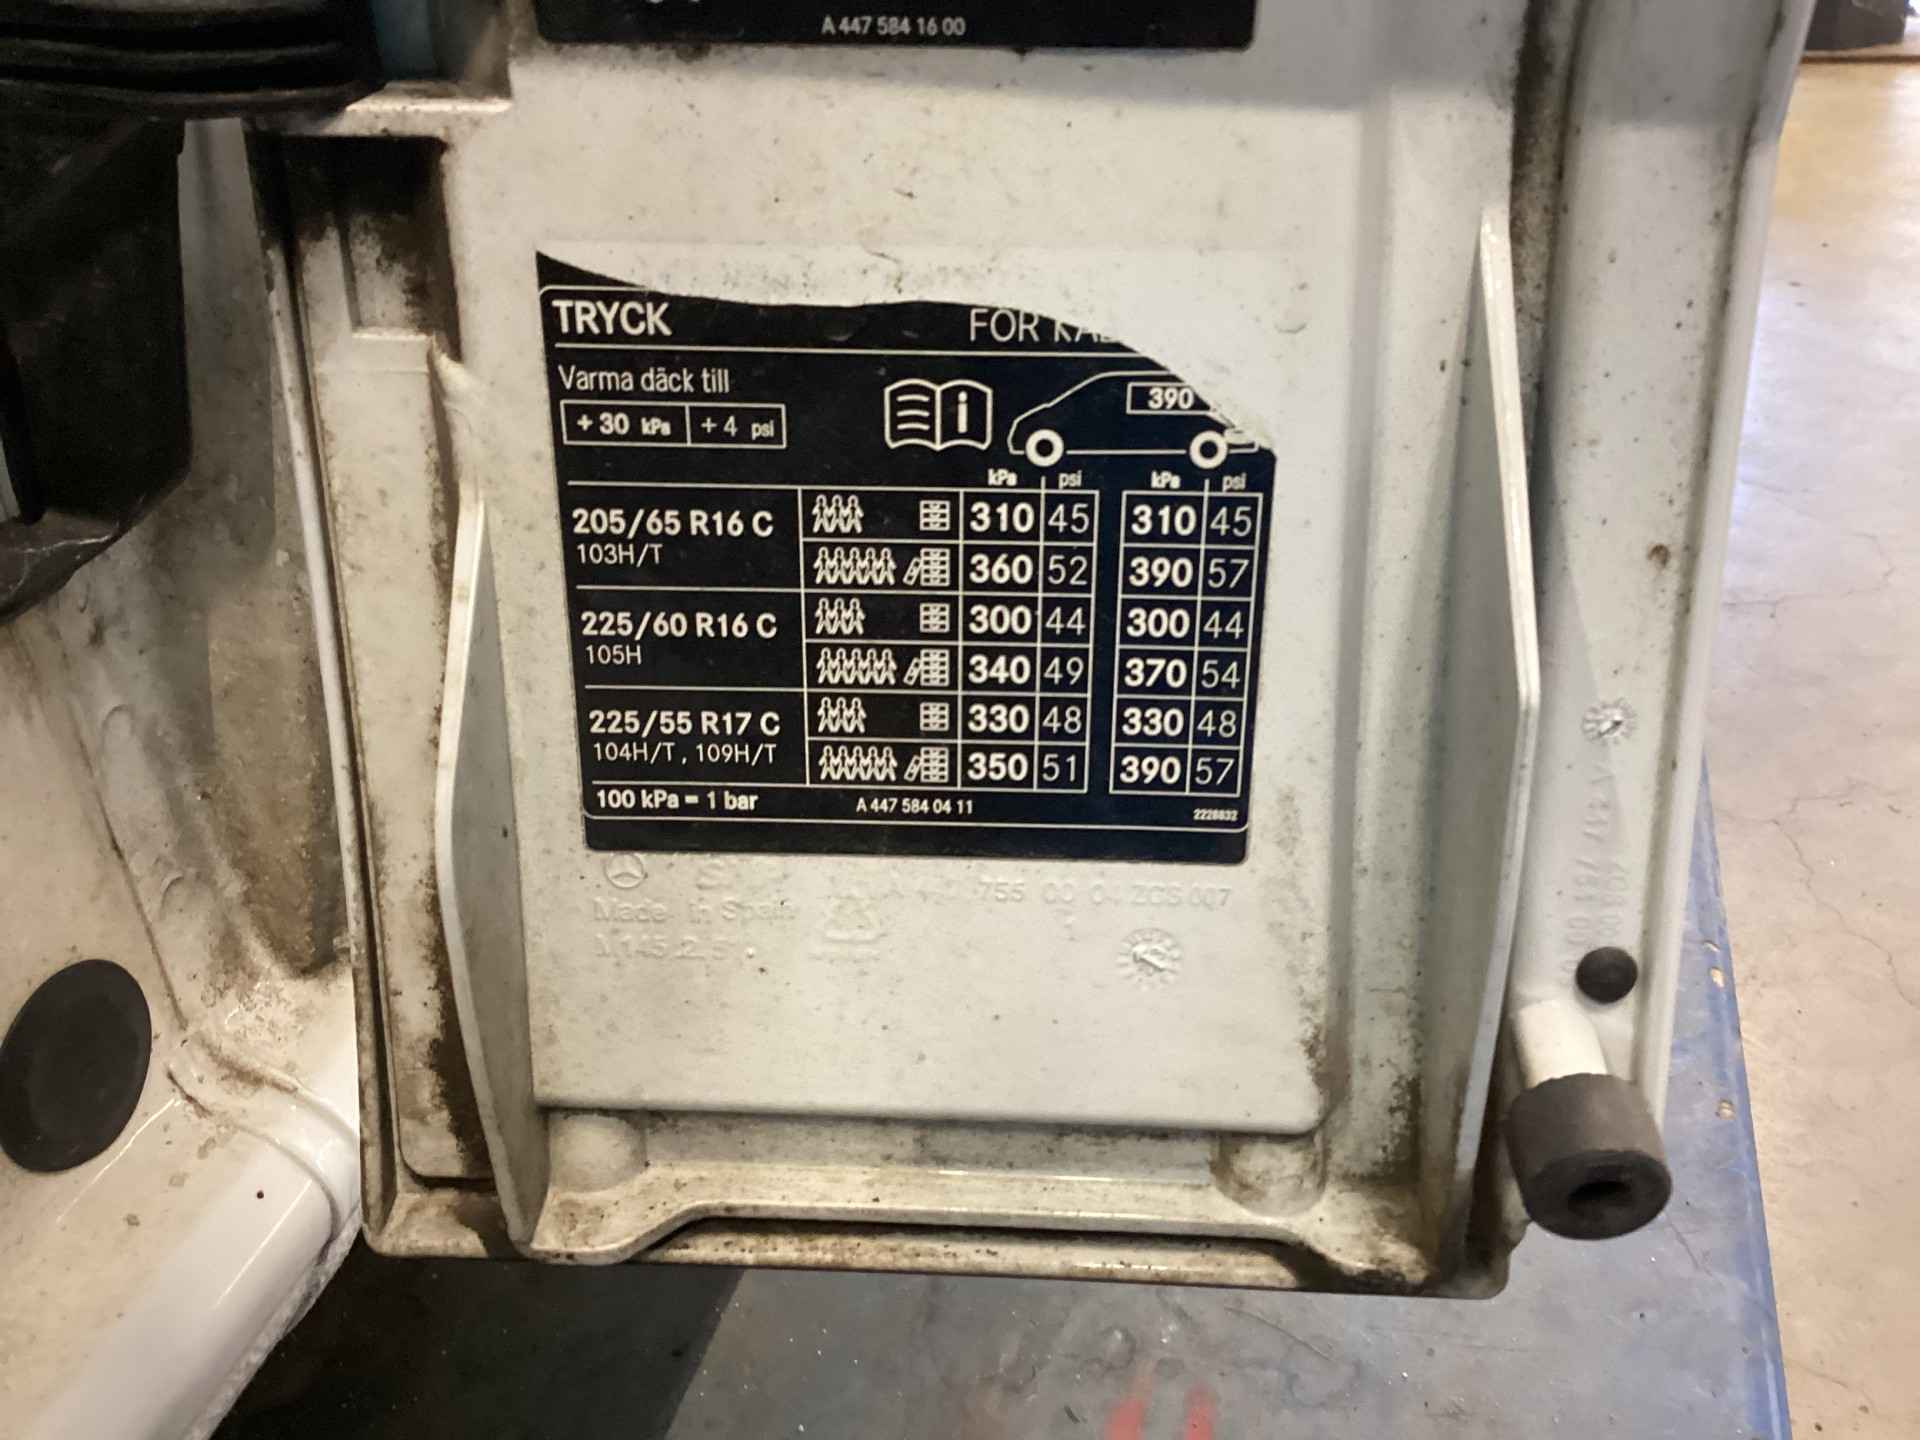 A 447 584 16 00
TRYCK FÖR
Varma däck till
+ 30 kPa + 4 psi
390
kPa psi kPa psi
205/65 R16 C 310 45 310 45
103H/T 360 52 390 57
225/60 R16 C 300 44 300 44
105H 340 49 370 54
225/55 R17 C 330 48 330 48
104H/T, 109H/T 350 51 390 57
100 kPa = 1 bar A 447 584 04 11 2228832
Made in Spain